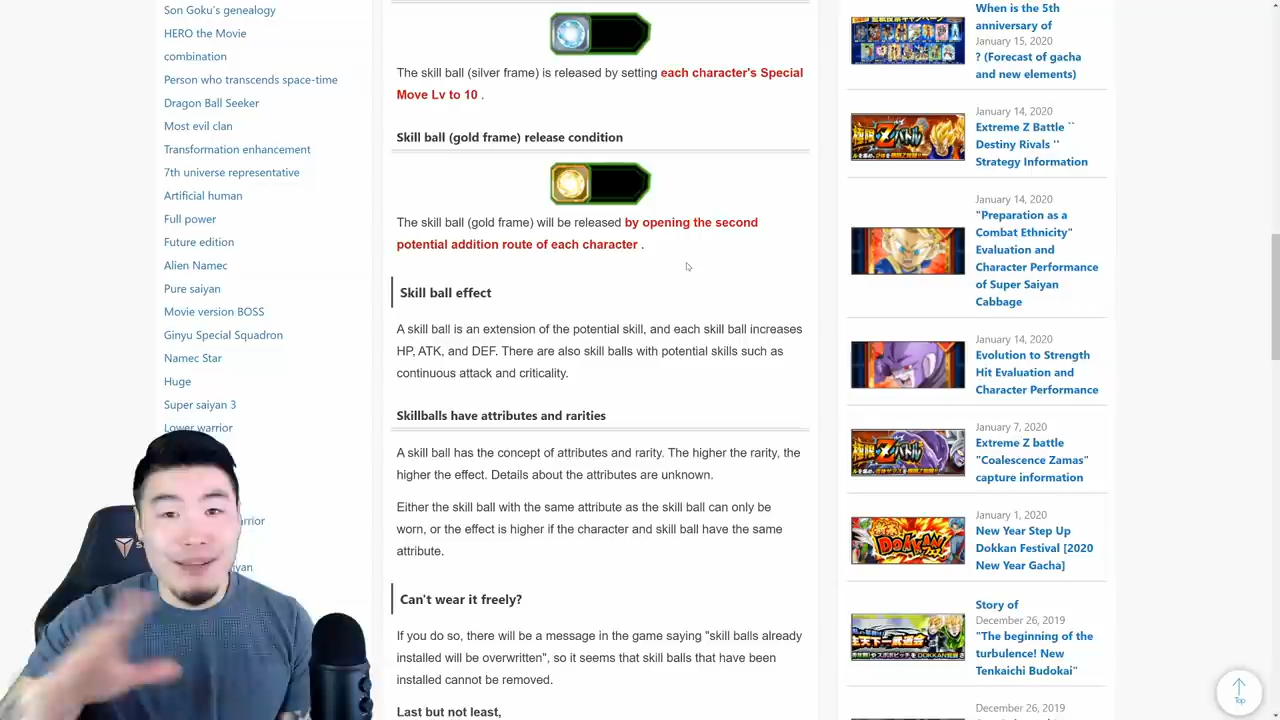 Son Goku's genealogy
HERO the Movie
combination
Person who transcends space-time
Dragon Ball Seeker
Most evil clan
Transformation enhancement
7th universe representative
Artificial human
Full power
Future edition
Alien Namec
Pure saiyan
Movie version BOSS
Ginyu Special Squadron
Namec Star
Huge
Super saiyan 3
Lower warrior
The skill ball (silver frame) is released by setting each character's Special
Move Lv to 10 .
Skill ball (gold frame) release condition
The skill ball (gold frame) will be released by opening the second
potential addition route of each character .
Skill ball effect
A skill ball is an extension of the potential skill, and each skill ball increases
HP, ATK, and DEF. There are also skill balls with potential skills such as
continuous attack and criticality.
Skillballs have attributes and rarities
A skill ball has the concept of attributes and rarity. The higher the rarity, the
higher the effect. Details about the attributes are unknown.
Either the skill ball with the same attribute as the skill ball can only be
worn, or the effect is higher if the character and skill ball have the same
attribute.
Can't wear it freely?
If you do so, there will be a message in the game saying "skill balls already
installed will be overwritten", so it seems that skill balls that have been
installed cannot be removed.
Last but not least,
When is the 5th
anniversary of
January 15, 2020
? (Forecast of gacha
and new elements)
January 14, 2020
Extreme Z Battle ``
Destiny Rivals ''
Strategy Information
January 14, 2020
"Preparation as a
Combat Ethnicity"
Evaluation and
Character Performance
of Super Saiyan
Cabbage
January 14, 2020
Evolution to Strength
Hit Evaluation and
Character Performance
January 7, 2020
Extreme Z battle
"Coalescence Zamas"
capture information
January 1, 2020
New Year Step Up
Dokkan Festival [2020
New Year Gacha]
Story of
December 26, 2019
"The beginning of the
turbulence! New
Tenkaichi Budokai"
December 26, 2019
Top